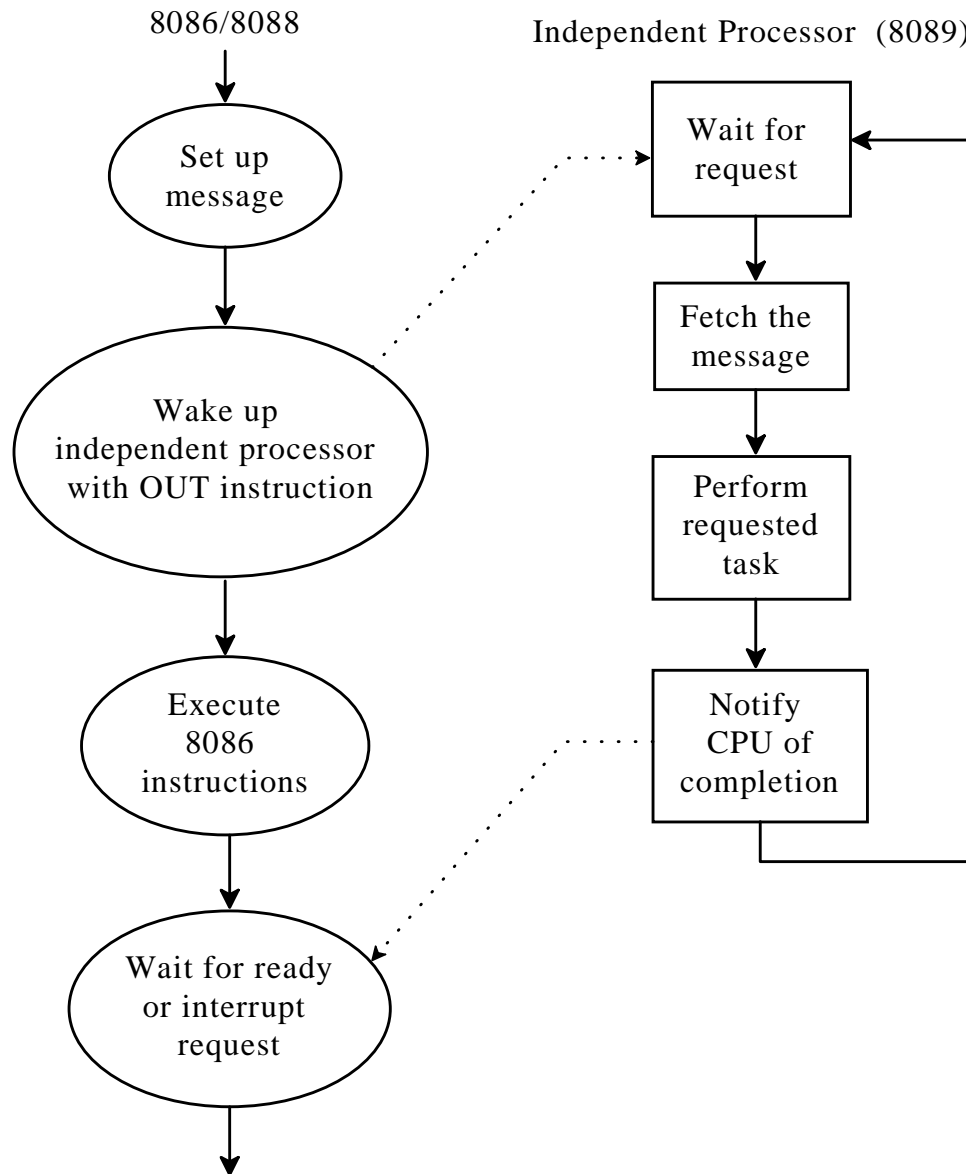 8086/8088
Set up
message
Wake up
independent processor
with OUT instruction
Execute
8086
instructions
Wait for ready
or interrupt
request
Independent Processor (8089)
Wait for
request
Fetch the
message
Perform
requested
task
Notify
CPU of
completion